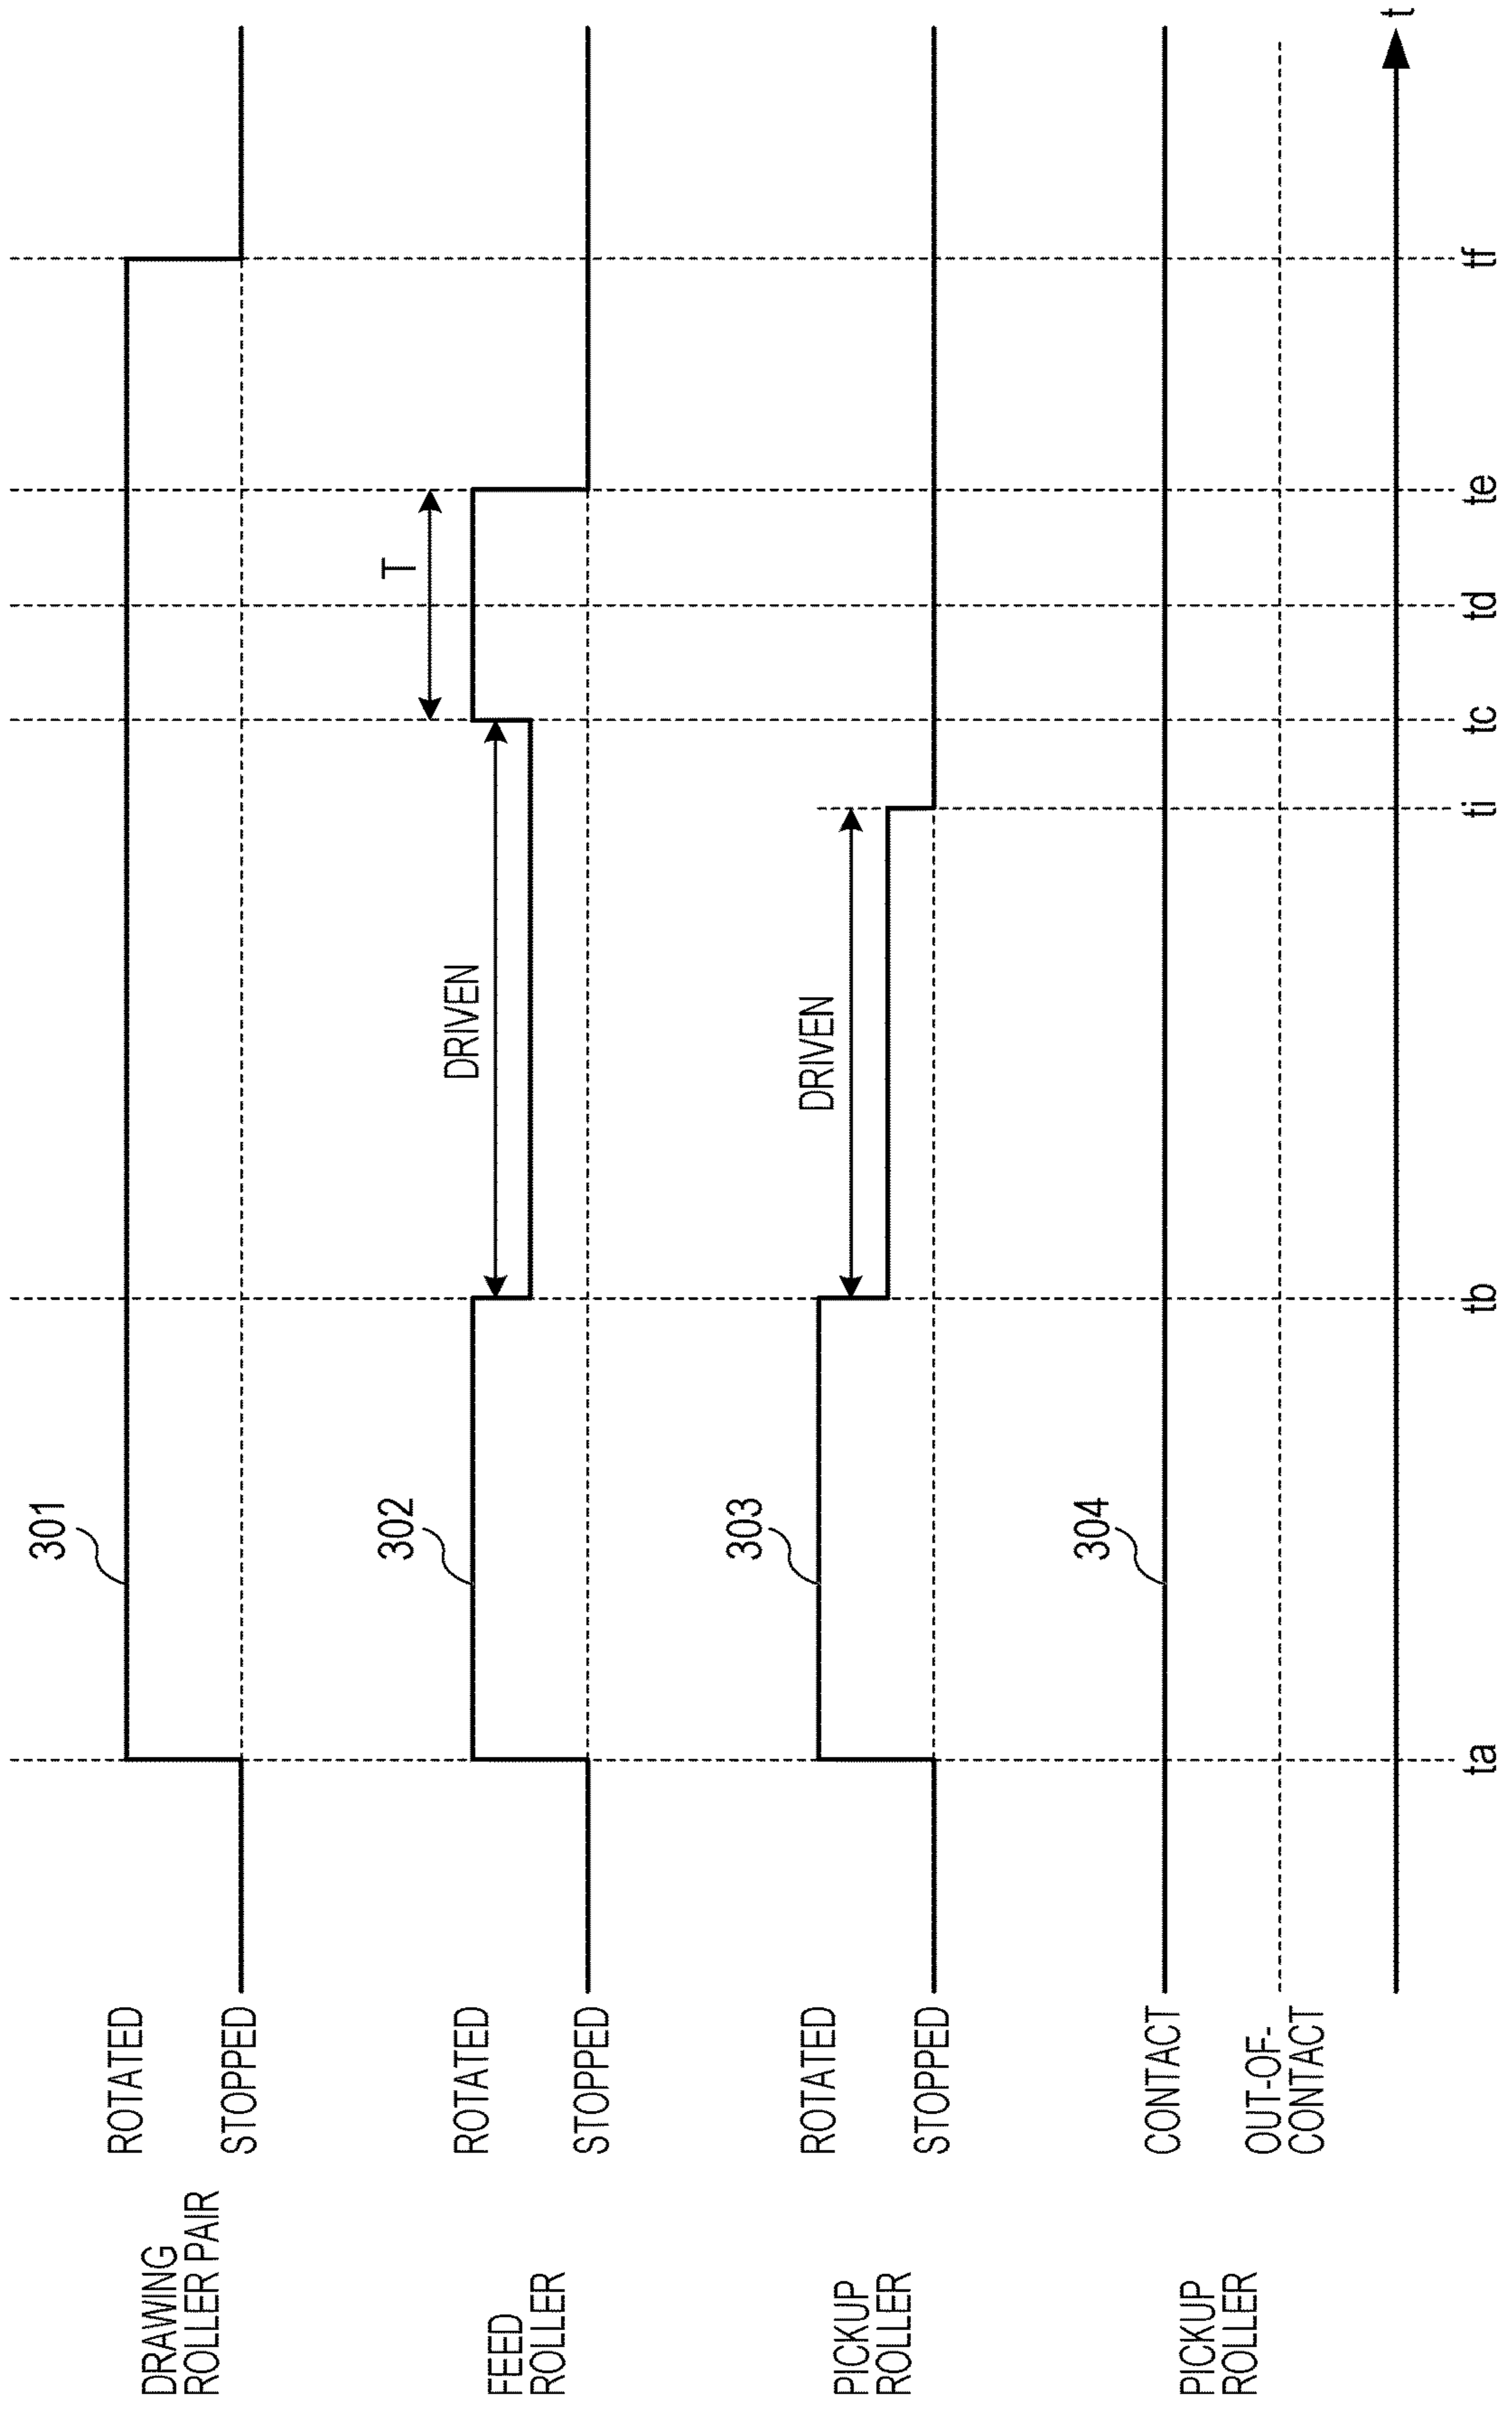 DRAWING
ROLLER PAIR
ROTATED
STOPPED
301
FEED
ROLLER
ROTATED
STOPPED
302
DRIVEN
T
PICKUP
ROLLER
ROTATED
STOPPED
303
DRIVEN
PICKUP
ROLLER
CONTACT
OUT-OF-
CONTACT
304
t
ta
tb
ti
tc
td
te
tf